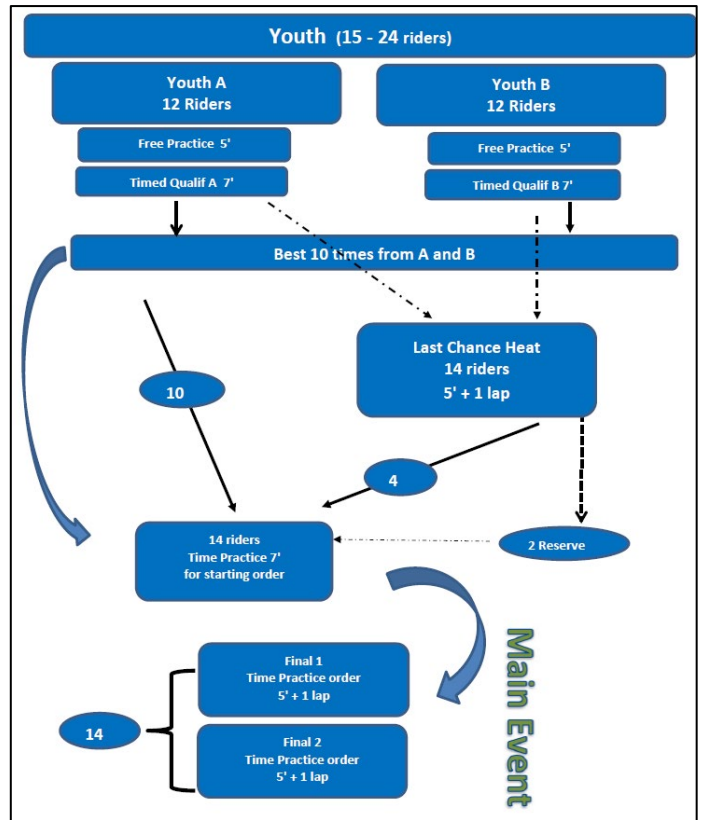 Youth (15 - 24 riders)
Youth A
12 Riders
Youth B
12 Riders
Free Practice 5'
Free Practice 5'
Timed Qualif A 7'
Timed Qualif B 7'
Best 10 times from A and B
Last Chance Heat
14 riders
5' + 1 lap
10
4
14 riders
Time Practice 7'
for starting order
2 Reserve
Main Event
Final 1
Time Practice order
5' + 1 lap
14
Final 2
Time Practice order
5' + 1 lap